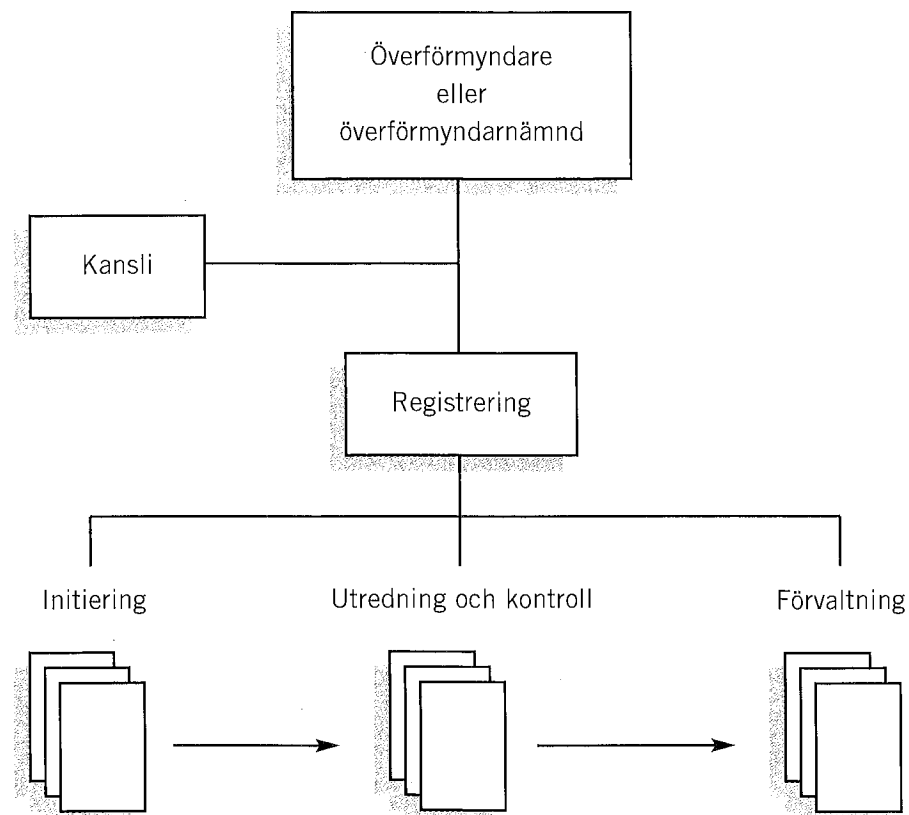 Överförmyndare
eller
överförmyndarnämnd
Kansli
Registrering
Initiering
Utredning och kontroll
Förvaltning